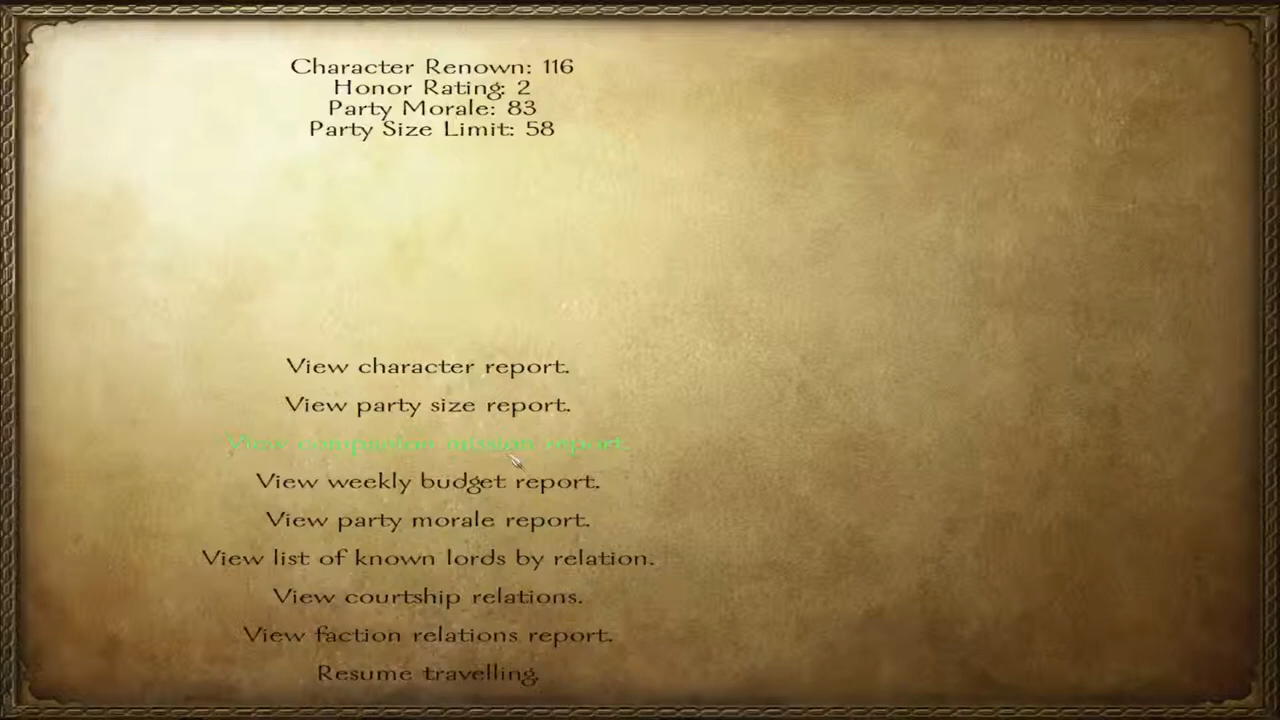 Character Renown: 116
Honor Rating: 2
Party Morale: 83
Party Size Limit: 58
View character report.
View party size report.
View companion mission report.
View weekly budget report.
View party morale report.
View list of known lords by relation.
View courtship relations.
View faction relations report.
Resume travelling.